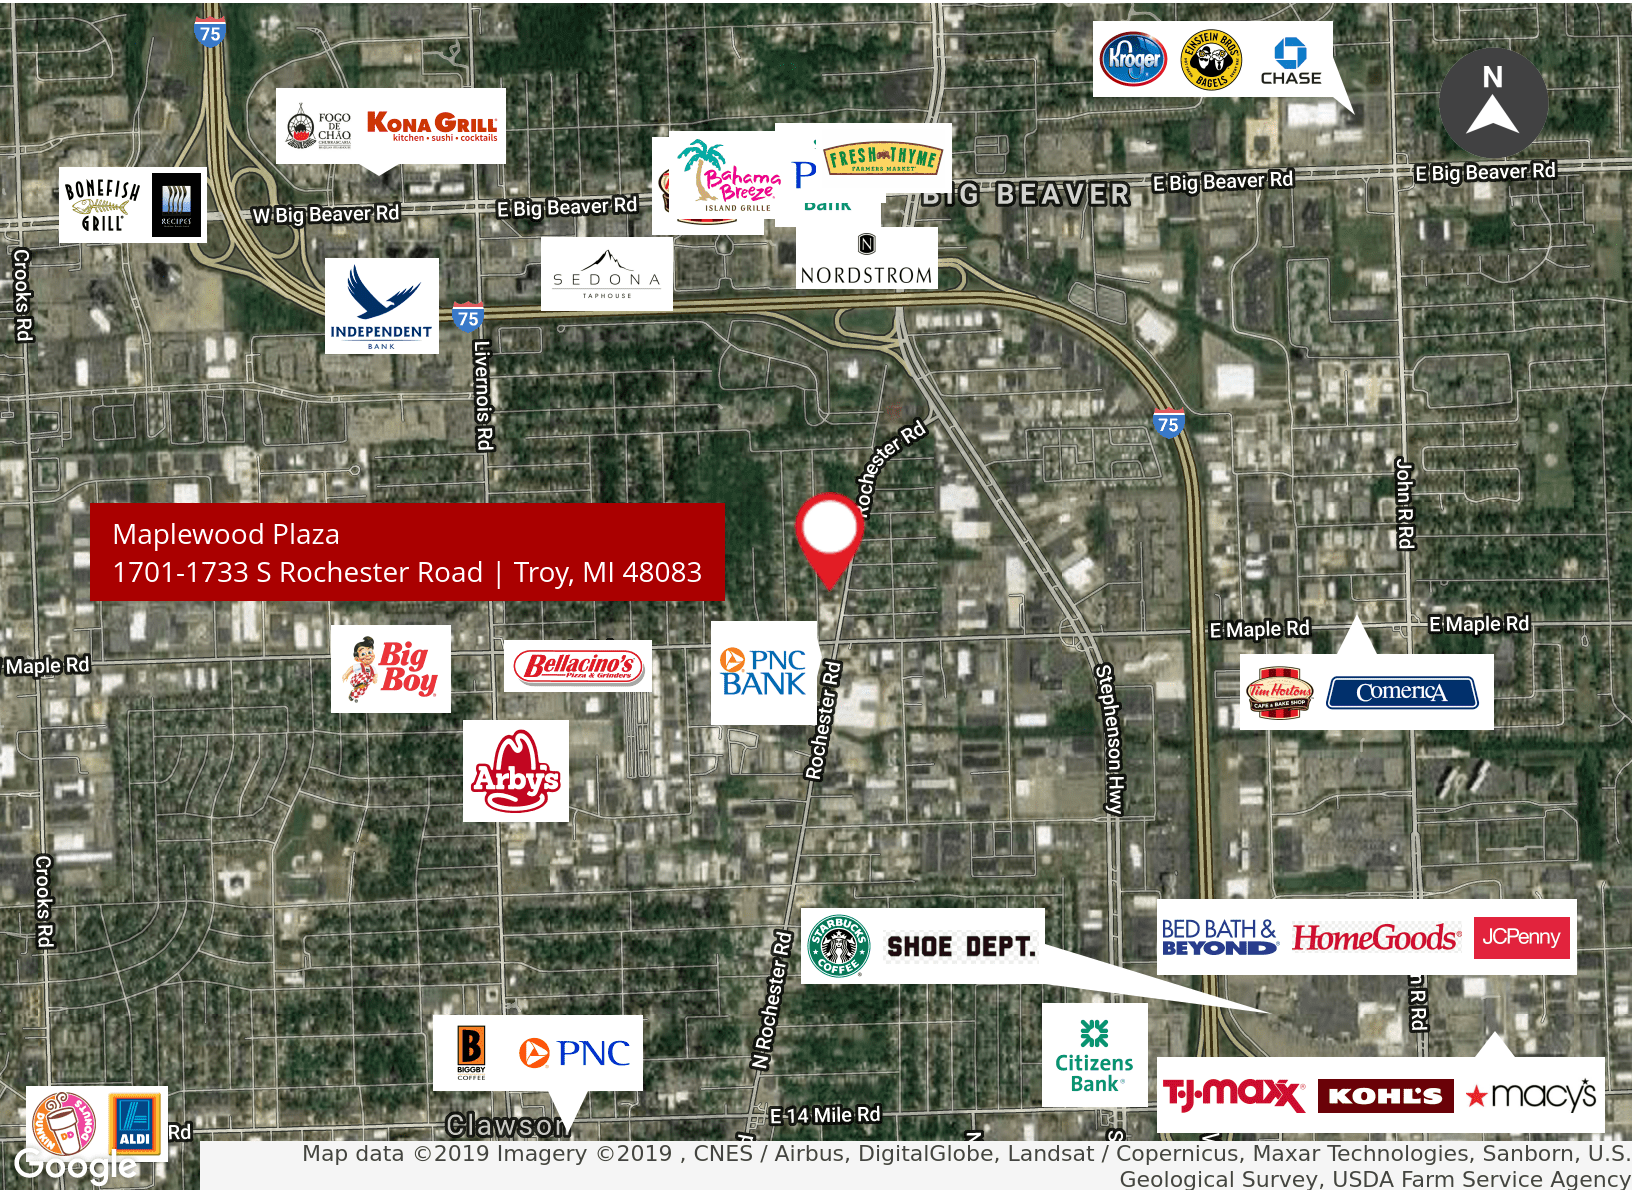 75
Kroger
EINSTEIN BROS
BAGELS
CHASE
N
FOGO
DE
CHÃO
CHURRASCARIA
KONA GRILL
kitchen • sushi • cocktails
Bahama
Breeze
ISLAND GRILLE
P
FRESH THYME
FARMERS MARKET
Bank
BONEFISH
GRILL
RECIPES
W Big Beaver Rd
E Big Beaver Rd
BIG BEAVER
E Big Beaver Rd
E Big Beaver Rd
SEDONA
TAPHOUSE
N
NORDSTROM
Crooks Rd
INDEPENDENT
BANK
75
Livernois Rd
75
Rochester Rd
John R Rd
Maplewood Plaza
1701-1733 S Rochester Road | Troy, MI 48083
Maple Rd
Big
Boy
Bellacino's
Pizza & Grinders
PNC
BANK
E Maple Rd
E Maple Rd
Rochester Rd
Stephenson Hwy
Tim Hortons
CAFE & BAKE SHOP
COMERICA
Arby's
Crooks Rd
STARBUCKS
COFFEE
SHOE DEPT.
BED BATH &
BEYOND
HomeGoods
JCPenny
N Rochester Rd
n R Rd
B
BIGGBY
COFFEE
PNC
Citizens
Bank
T·J·maxx
KOHL'S
macy's
DUNKIN'
DONUTS
DD
ALDI
Rd
Clawson
E 14 Mile Rd
Google
Map data ©2019 Imagery ©2019 , CNES / Airbus, DigitalGlobe, Landsat / Copernicus, Maxar Technologies, Sanborn, U.S.
Geological Survey, USDA Farm Service Agency